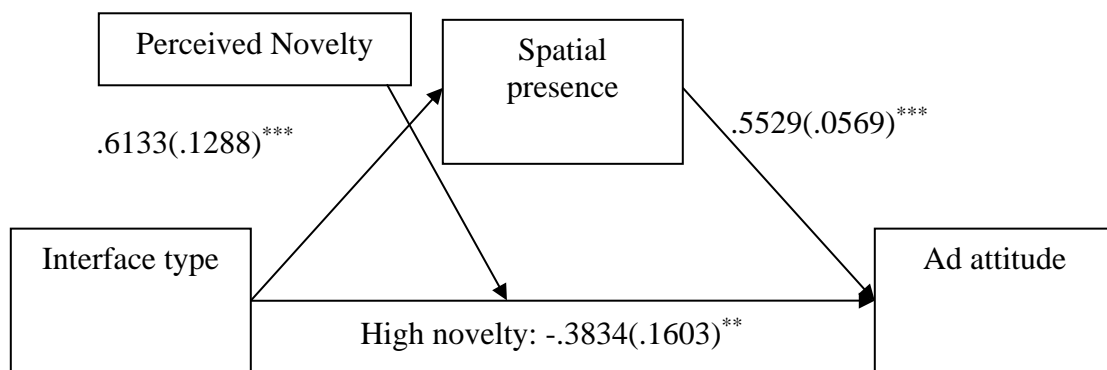 Perceived Novelty
Spatial
presence
.6133(.1288)***
.5529(.0569)***
Interface type
Ad attitude
High novelty: -.3834(.1603)**